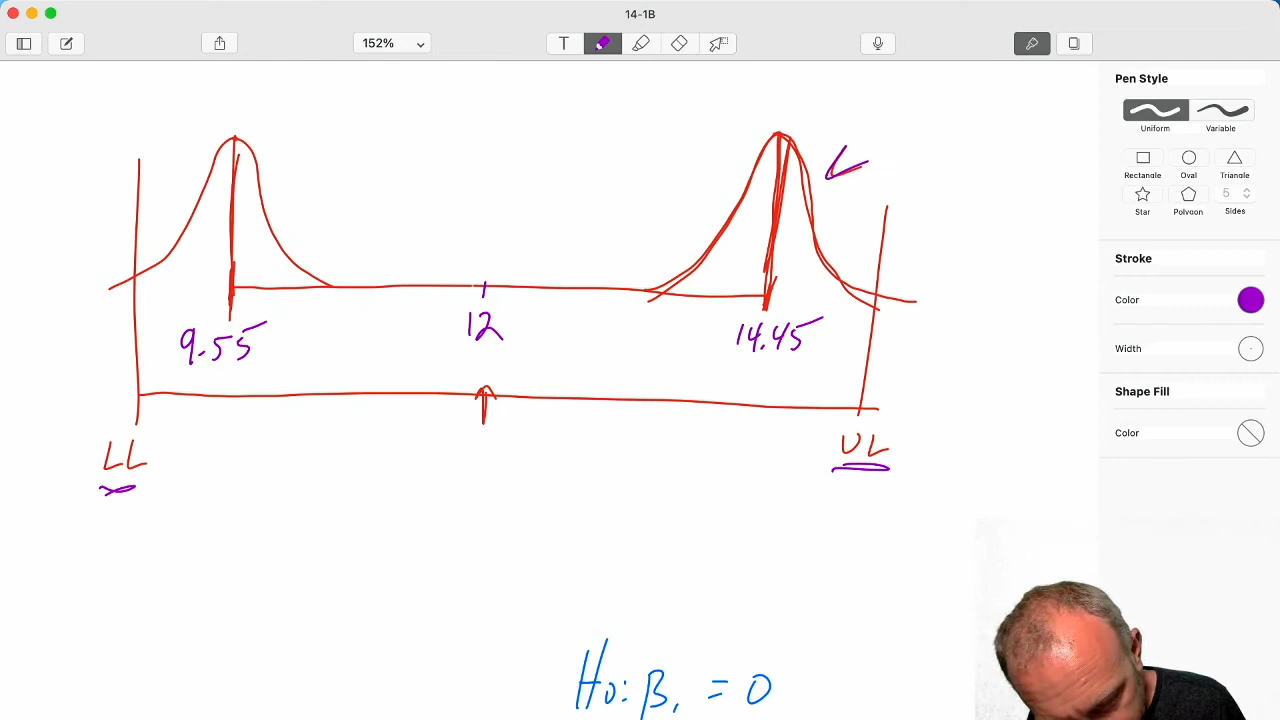 14-1B
152%
T
Pen Style
Uniform Variable
Rectangle Oval Triangle
5
Star Polygon Sides
Stroke
Color
Width
Shape Fill
Color
9.55 12 14.45
LL UL
Ho: β₁ = 0